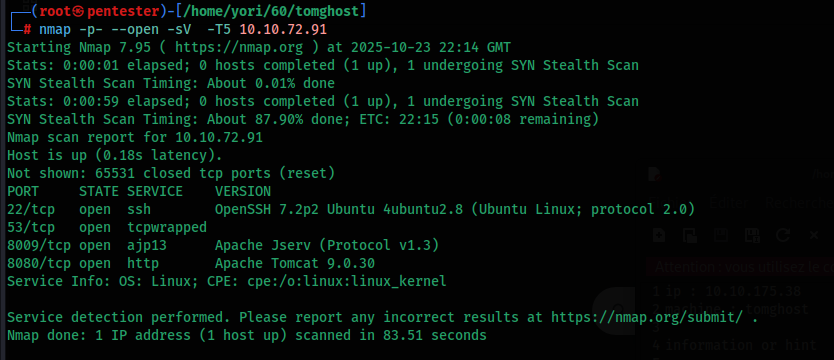 ┌──(root㉿pentester)-[/home/yori/60/tomghost]
└─# nmap -p- --open -sV  -T5 10.10.72.91
Starting Nmap 7.95 ( https://nmap.org ) at 2025-10-23 22:14 GMT
Stats: 0:00:01 elapsed; 0 hosts completed (1 up), 1 undergoing SYN Stealth Scan
SYN Stealth Scan Timing: About 0.01% done
Stats: 0:00:59 elapsed; 0 hosts completed (1 up), 1 undergoing SYN Stealth Scan
SYN Stealth Scan Timing: About 87.90% done; ETC: 22:15 (0:00:08 remaining)
Nmap scan report for 10.10.72.91
Host is up (0.18s latency).
Not shown: 65531 closed tcp ports (reset)
PORT     STATE SERVICE    VERSION
22/tcp   open  ssh        OpenSSH 7.2p2 Ubuntu 4ubuntu2.8 (Ubuntu Linux; protocol 2.0)
53/tcp   open  tcpwrapped
8009/tcp open  ajp13      Apache Jserv (Protocol v1.3)
8080/tcp open  http       Apache Tomcat 9.0.30
Service Info: OS: Linux; CPE: cpe:/o:linux:linux_kernel
Attention : vous utilisez le
1 ip : 10.10.175.38
tomghost
Service detection performed. Please report any incorrect results at https://nmap.org/submit/ .
Nmap done: 1 IP address (1 host up) scanned in 83.51 seconds
4 information or hint